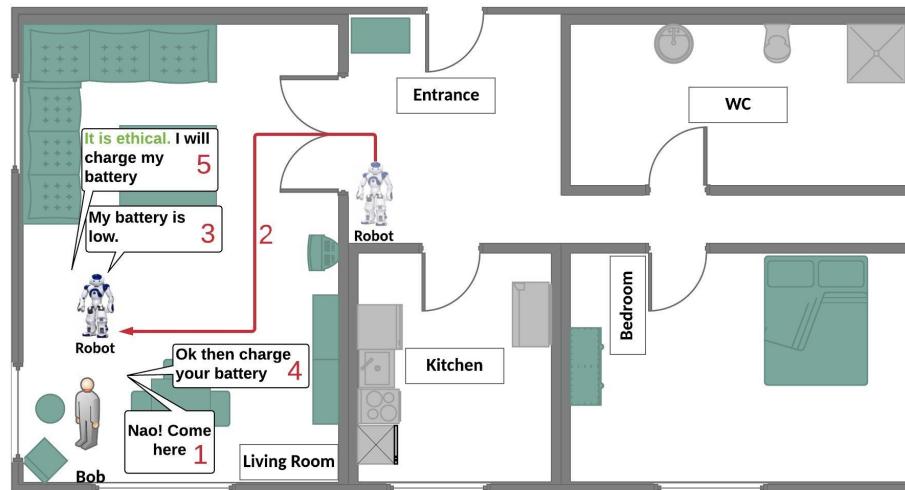 Entrance
WC
It is ethical. I will
charge my
battery
5
My battery is
low.
3
2
Robot
Robot
Ok then charge
your battery
4
Kitchen
Bedroom
Nao! Come
here
1
Living Room
Bob